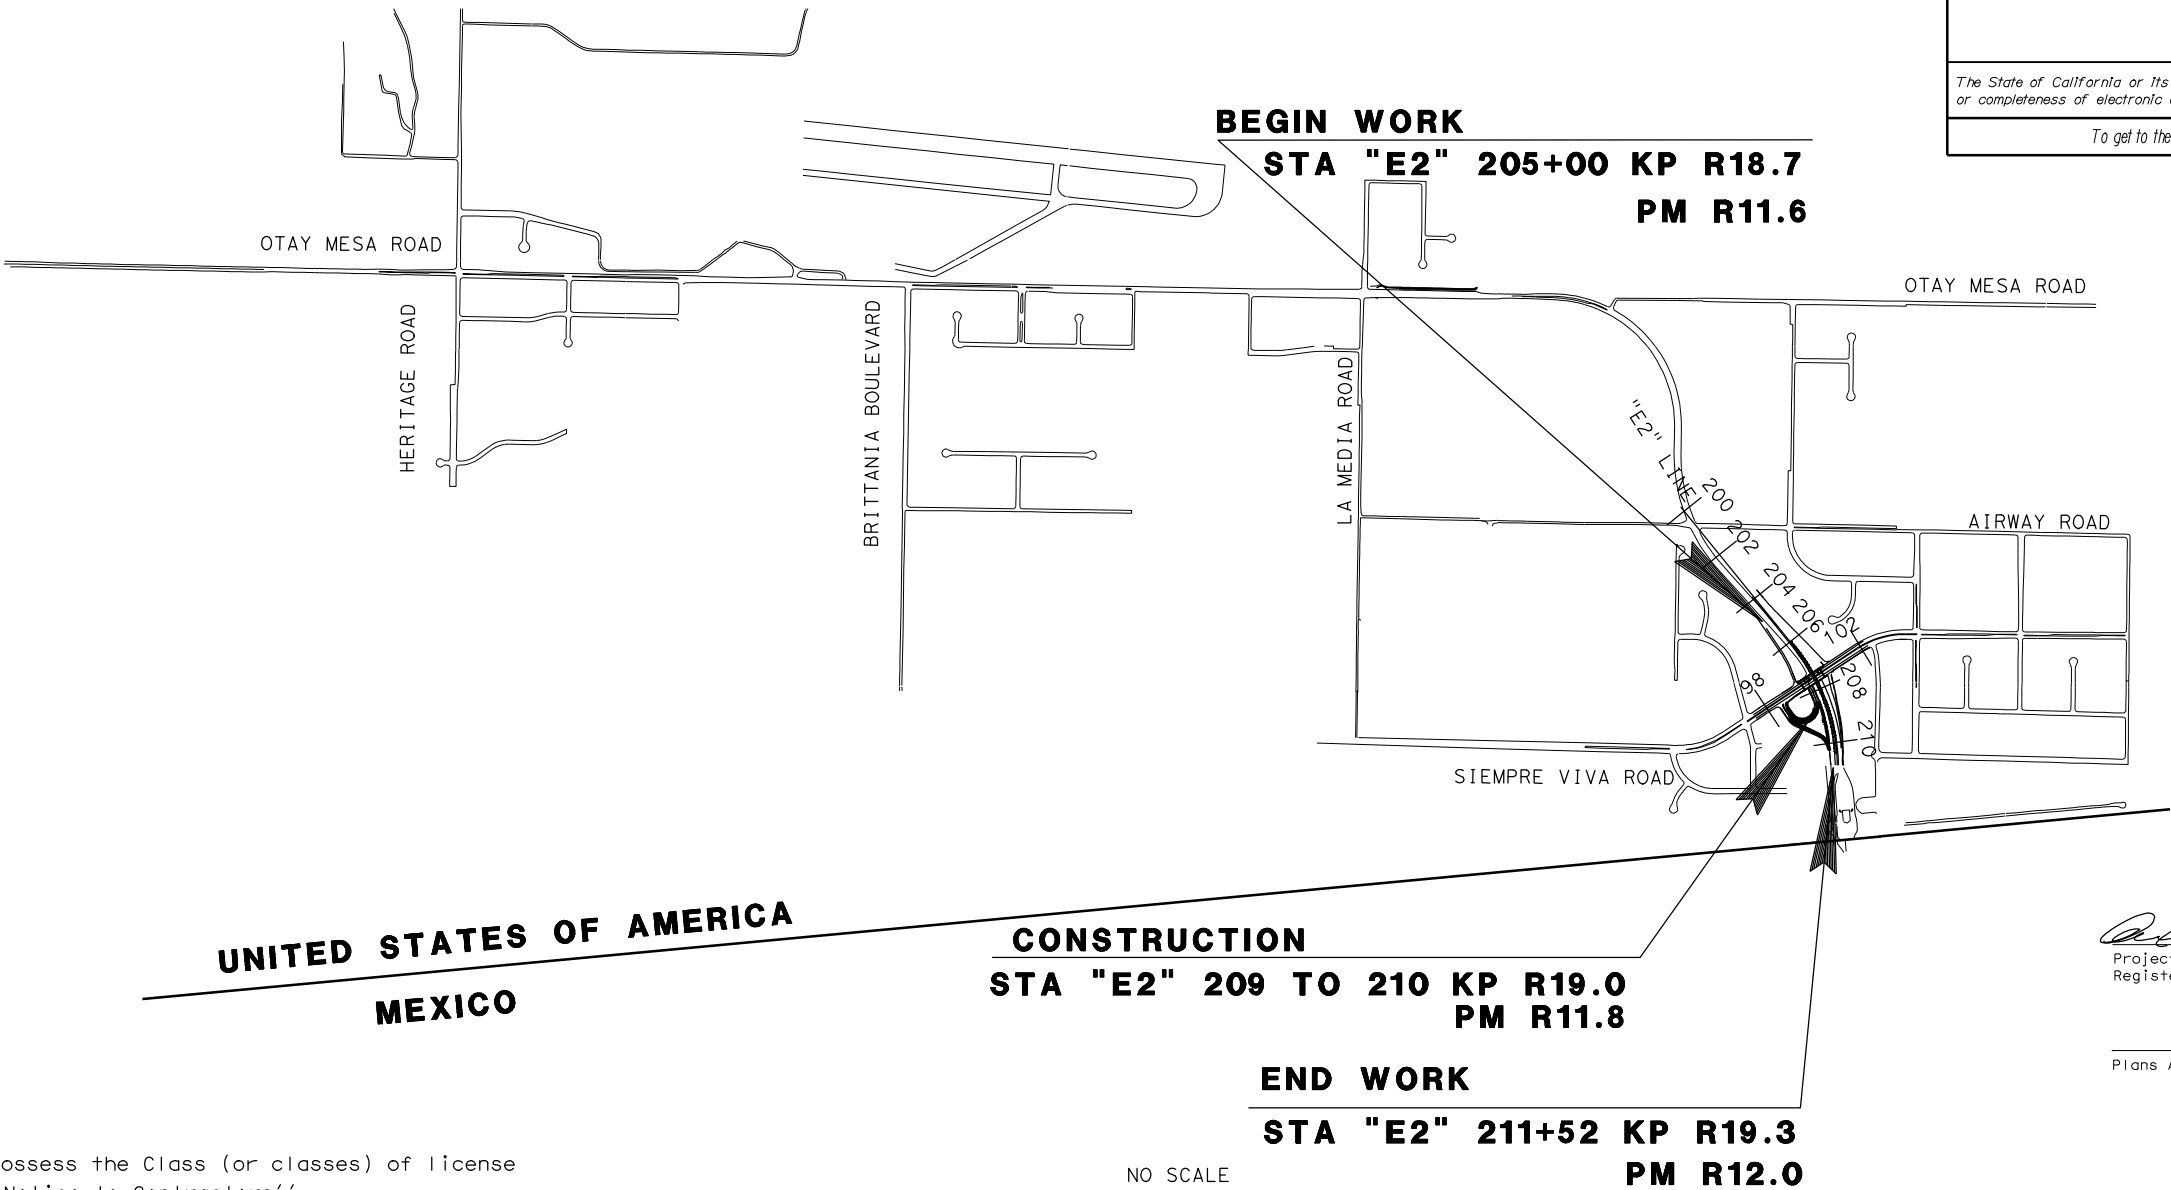 The State of California or its
or completeness of electronic
To get to the
BEGIN WORK
STA "E2" 205+00 KP R18.7
PM R11.6
OTAY MESA ROAD
OTAY MESA ROAD
HERITAGE ROAD
BRITTANIA BOULEVARD
LA MEDIA ROAD
"E2" LINE
200
202
204
206
102
208
98
210
AIRWAY ROAD
SIEMPRE VIVA ROAD
UNITED STATES OF AMERICA
MEXICO
CONSTRUCTION
STA "E2" 209 TO 210 KP R19.0
PM R11.8
END WORK
STA "E2" 211+52 KP R19.3
PM R12.0
Project
Registe
Plans A
ossess the Class (or classes) of license
NO SCALE